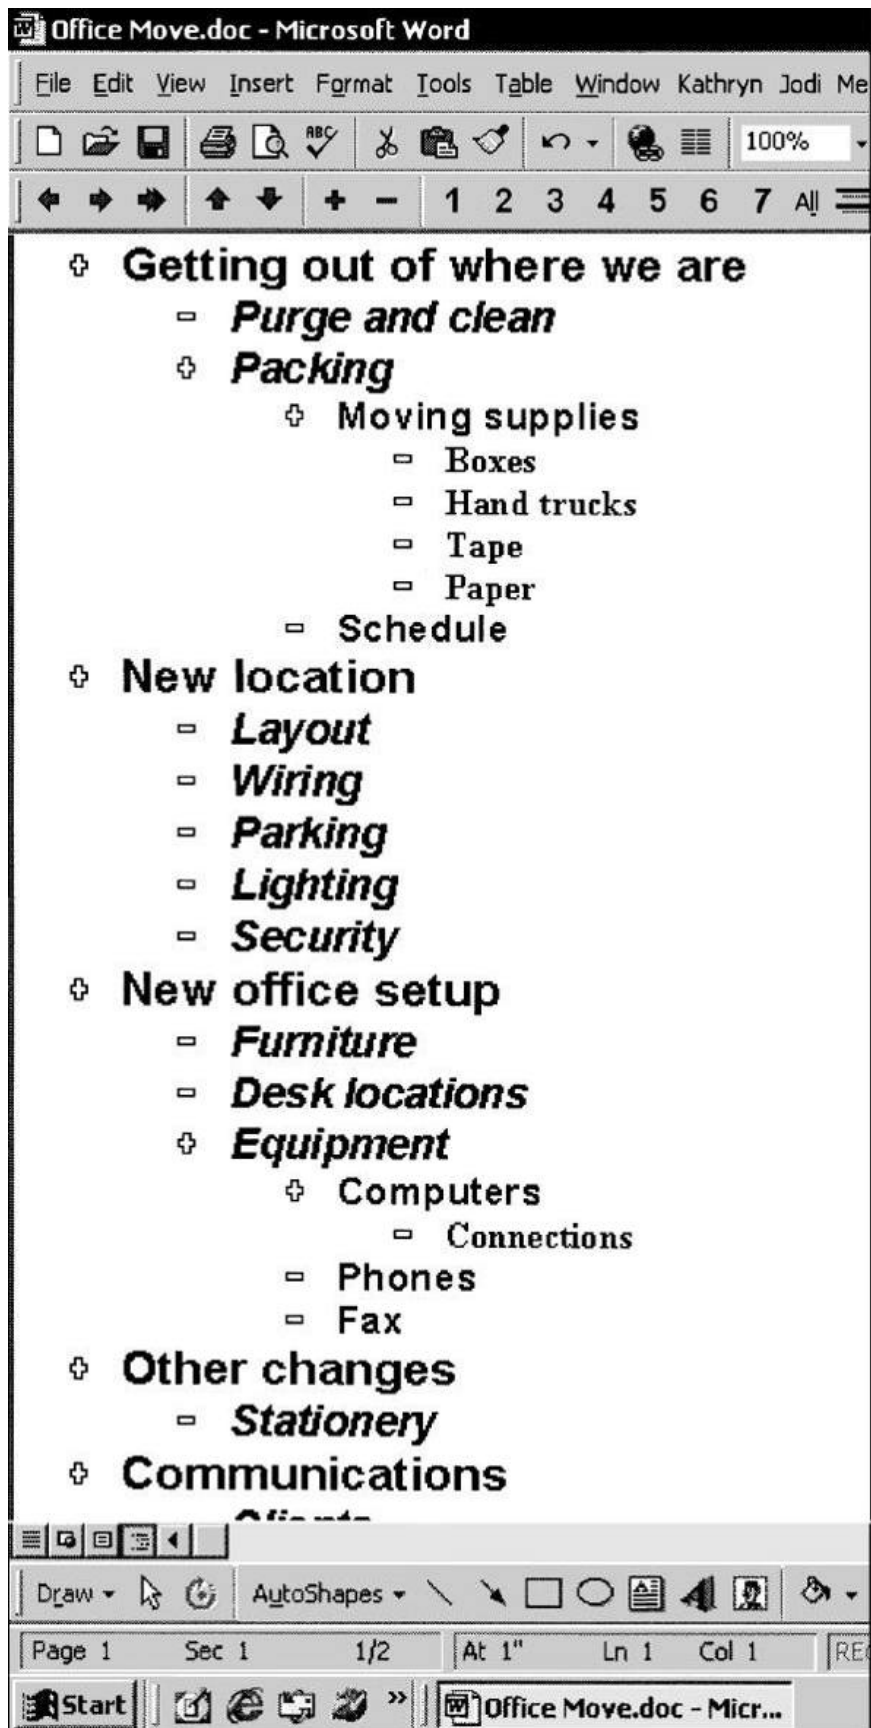 Office Move.doc - Microsoft Word
File Edit View Insert Format Tools Table Window Kathryn Jodi Me
ABC 100%
1 2 3 4 5 6 7 All
Getting out of where we are
Purge and clean
Packing
Moving supplies
Boxes
Hand trucks
Tape
Paper
Schedule
New location
Layout
Wiring
Parking
Lighting
Security
New office setup
Furniture
Desk locations
Equipment
Computers
Connections
Phones
Fax
Other changes
Stationery
Communications
Clients
Draw AutoShapes
Page 1 Sec 1 1/2 At 1" Ln 1 Col 1 REC
Start » Office Move.doc - Micr...